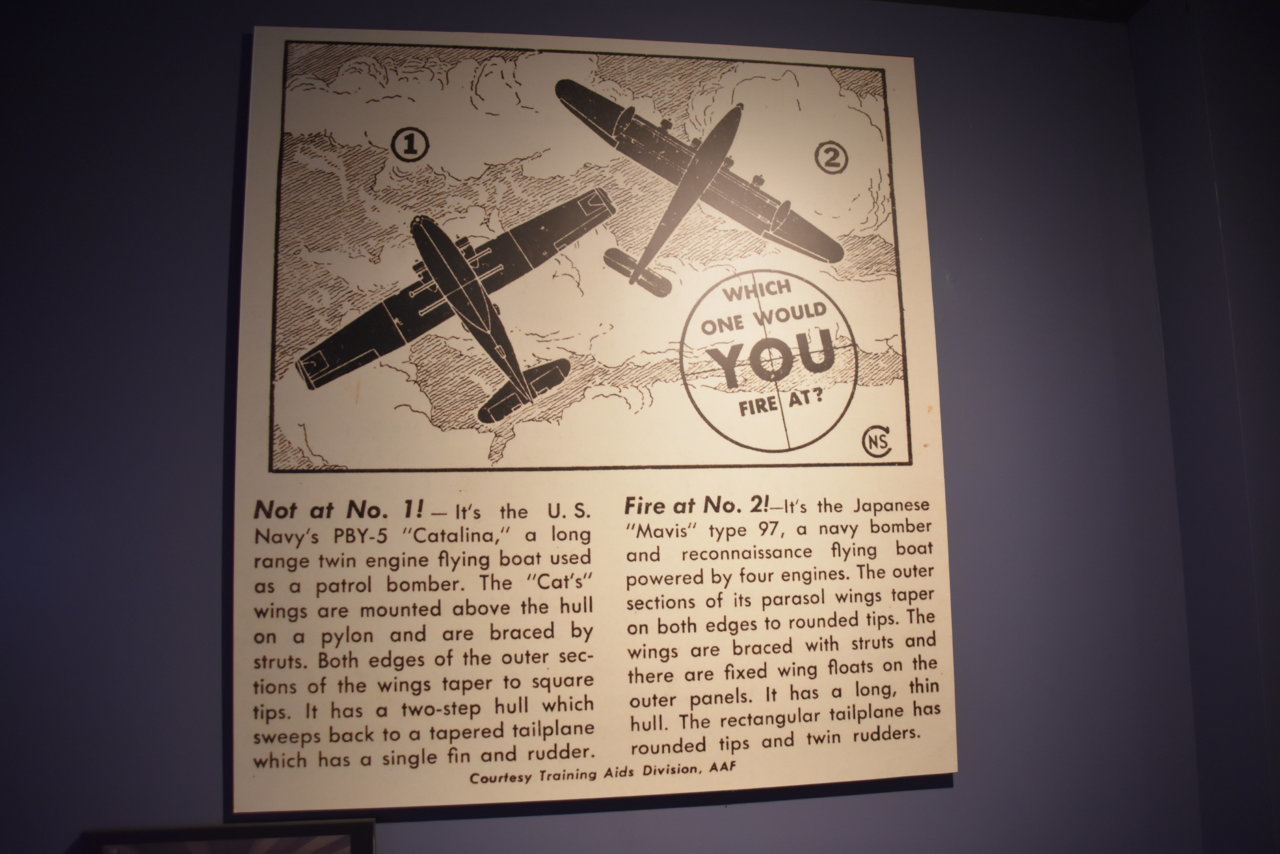 1
2
WHICH
ONE WOULD
YOU
FIRE AT?
CNS
Not at No. 1! — It's the U. S.
Navy's PBY-5 "Catalina," a long
range twin engine flying boat used
as a patrol bomber. The "Cat's"
wings are mounted above the hull
on a pylon and are braced by
struts. Both edges of the outer sec-
tions of the wings taper to square
tips. It has a two-step hull which
sweeps back to a tapered tailplane
which has a single fin and rudder.
Fire at No. 2!—It's the Japanese
"Mavis" type 97, a navy bomber
and reconnaissance flying boat
powered by four engines. The outer
sections of its parasol wings taper
on both edges to rounded tips. The
wings are braced with struts and
there are fixed wing floats on the
outer panels. It has a long, thin
hull. The rectangular tailplane has
rounded tips and twin rudders.
Courtesy Training Aids Division, AAF